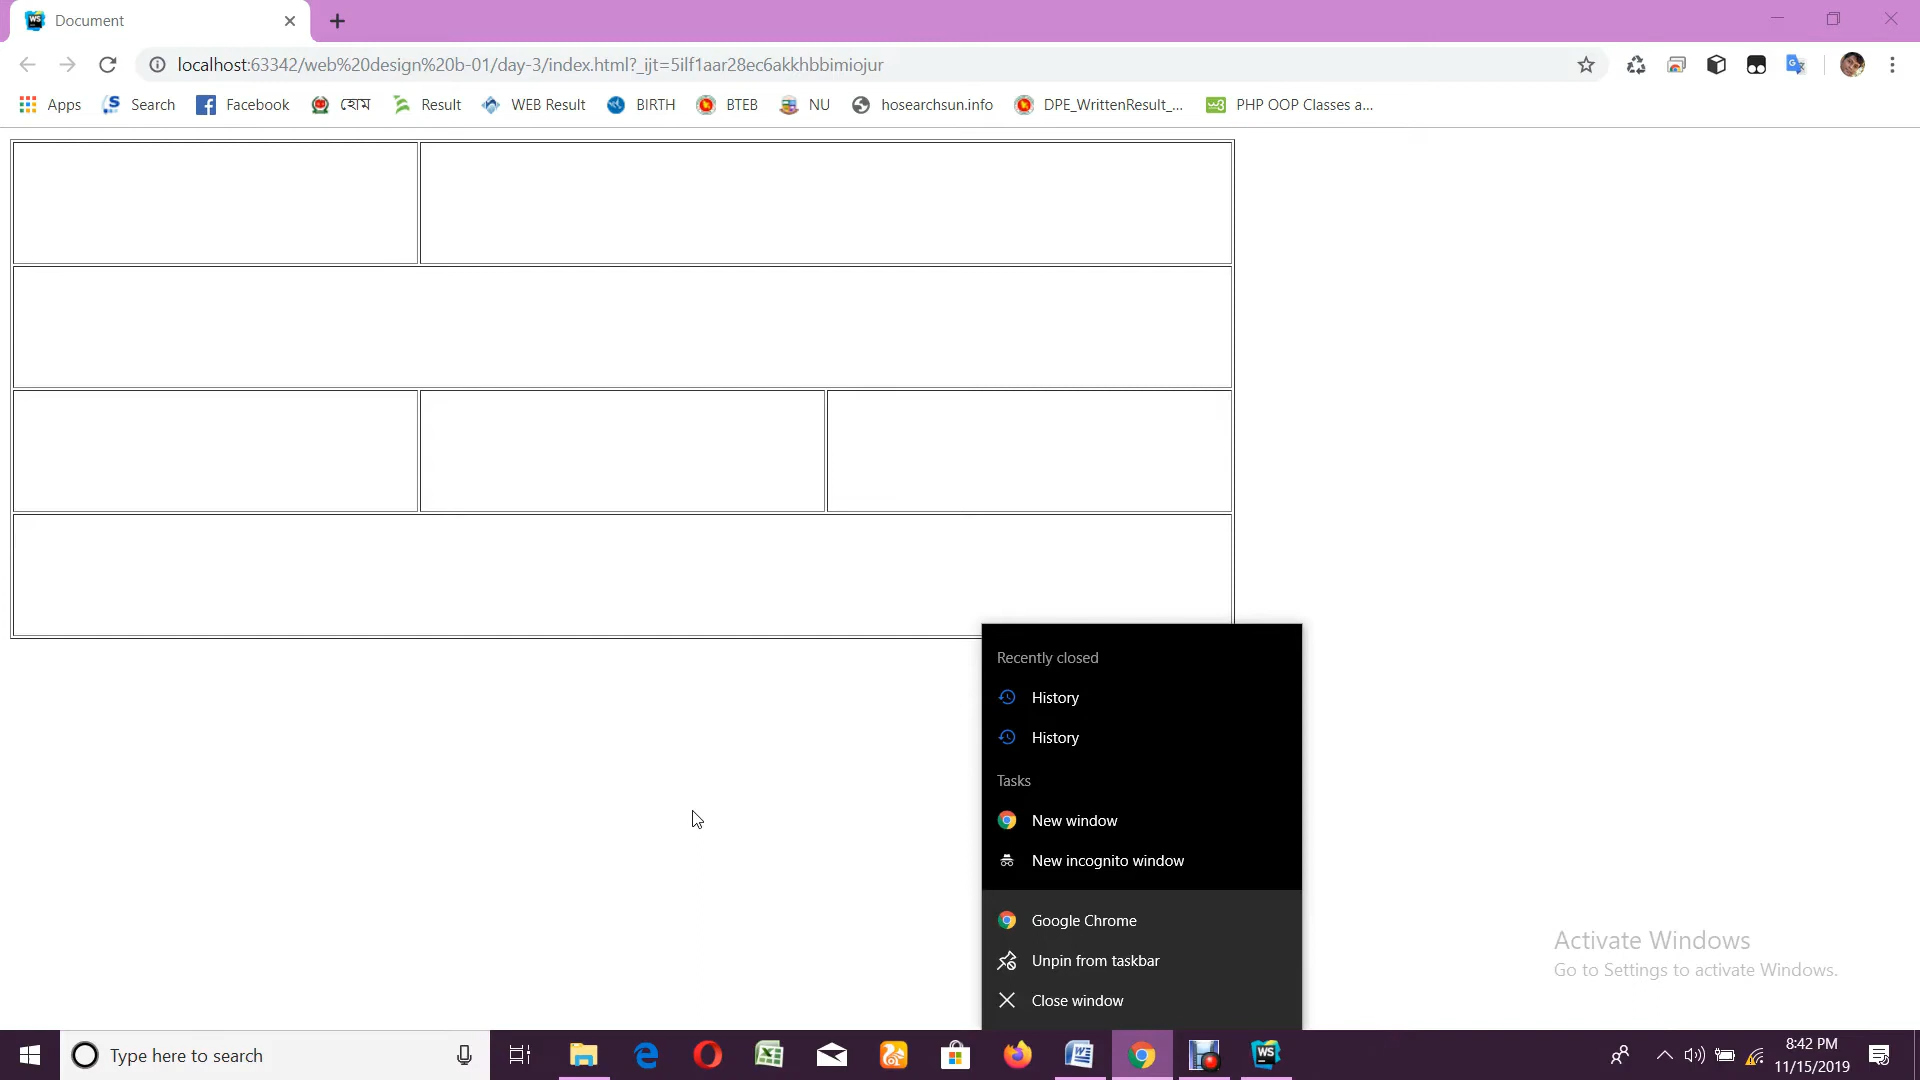 Document
localhost:63342/web%20design%20b-01/day-3/index.html?_ijt=5ilf1aar28ec6akkhbbimiojur
Apps Search Facebook হোম Result WEB Result BIRTH BTEB NU hosearchsun.info DPE_WrittenResult_... PHP OOP Classes a...
Recently closed
History
History
Tasks
New window
New incognito window
Google Chrome
Unpin from taskbar
Close window
Activate Windows
Go to Settings to activate Windows.
Type here to search
8:42 PM
11/15/2019